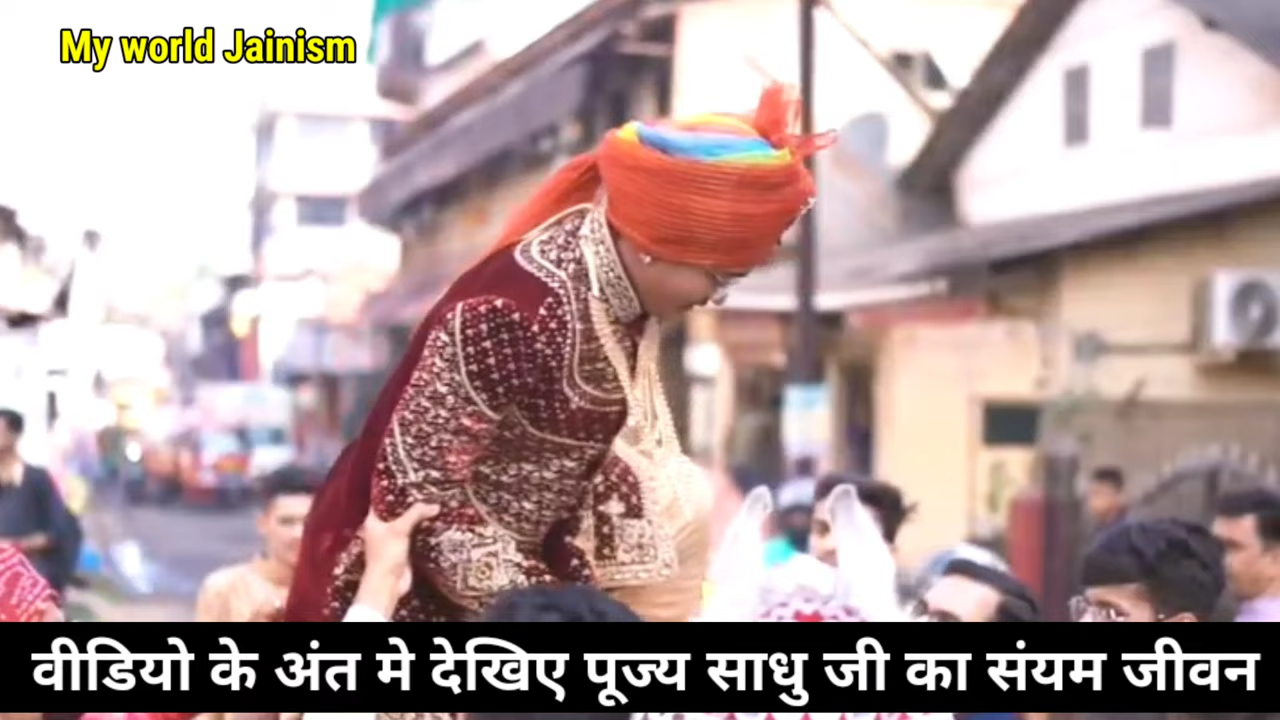 My world Jainism
वीडियो के अंत मे देखिए पूज्य साधु जी का संयम जीवन